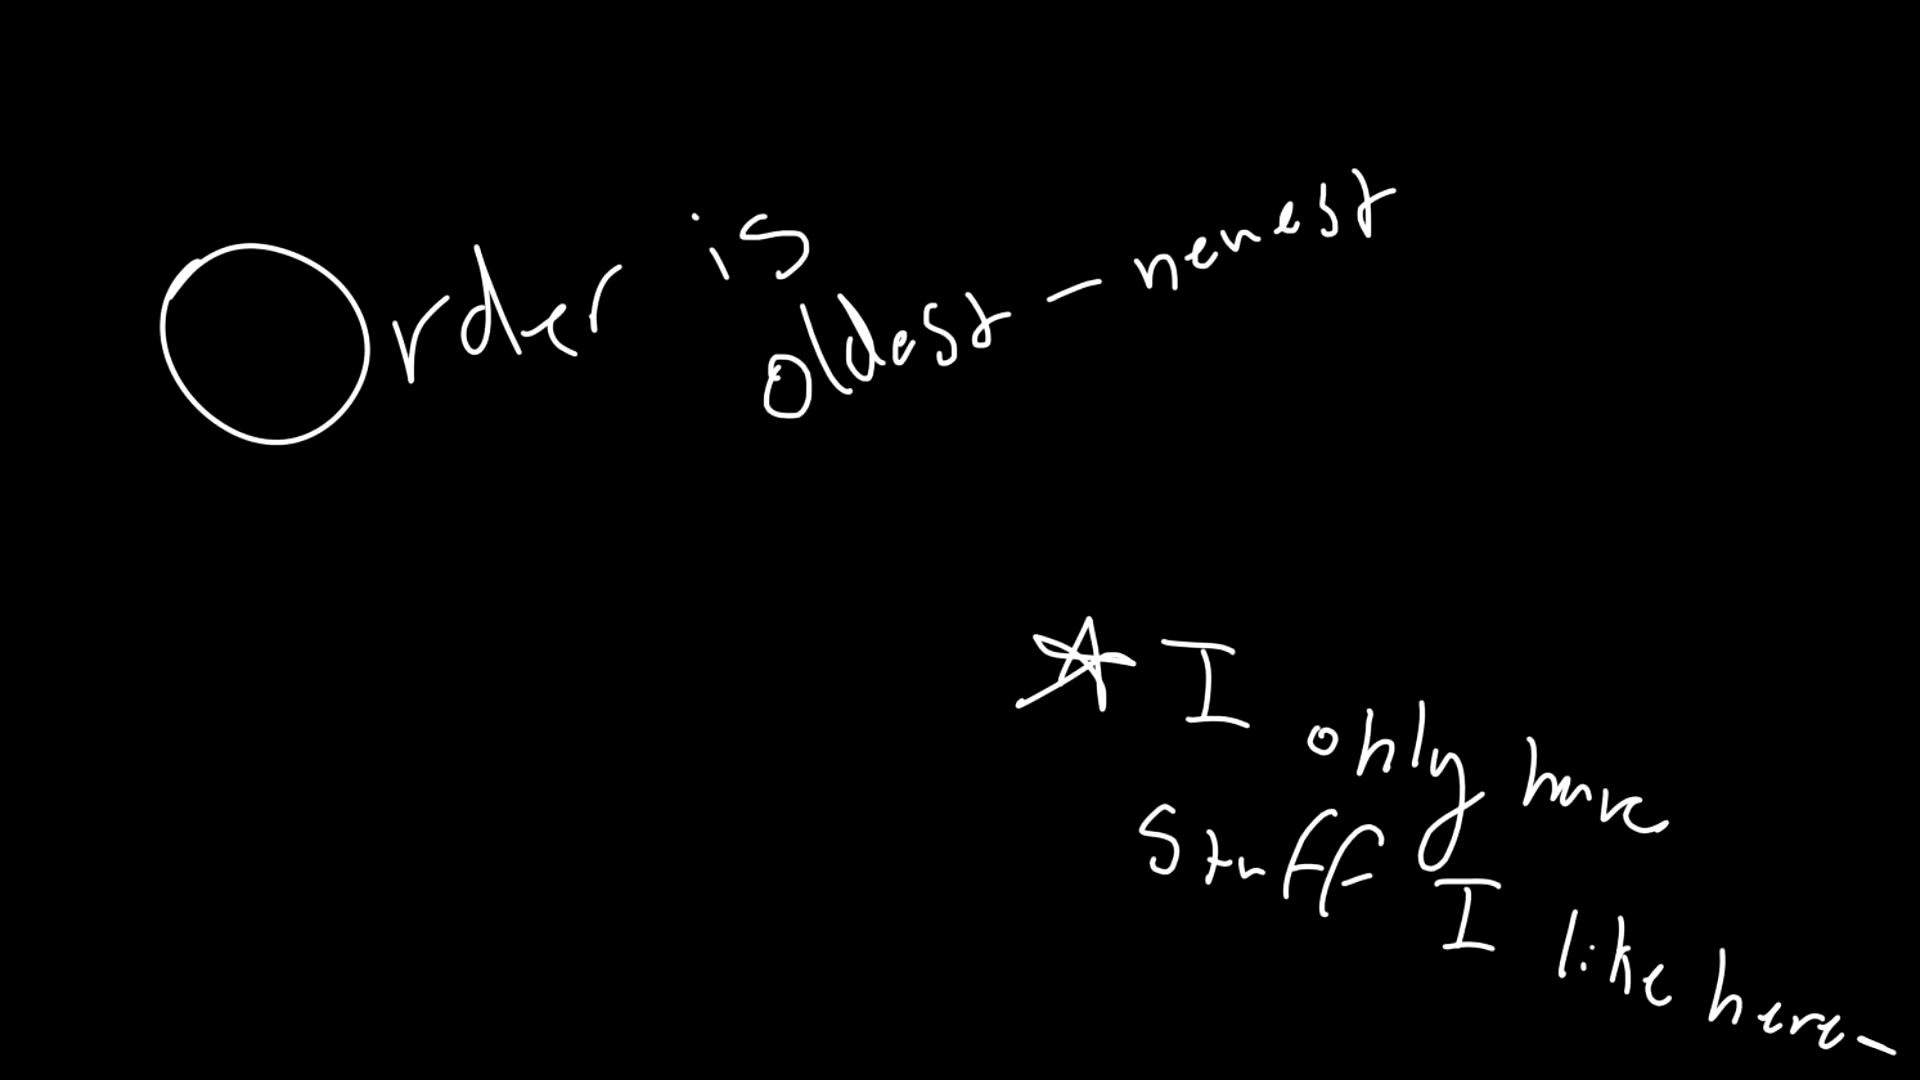 Order is
oldest - newest
☆ I only have
stuff I like here-